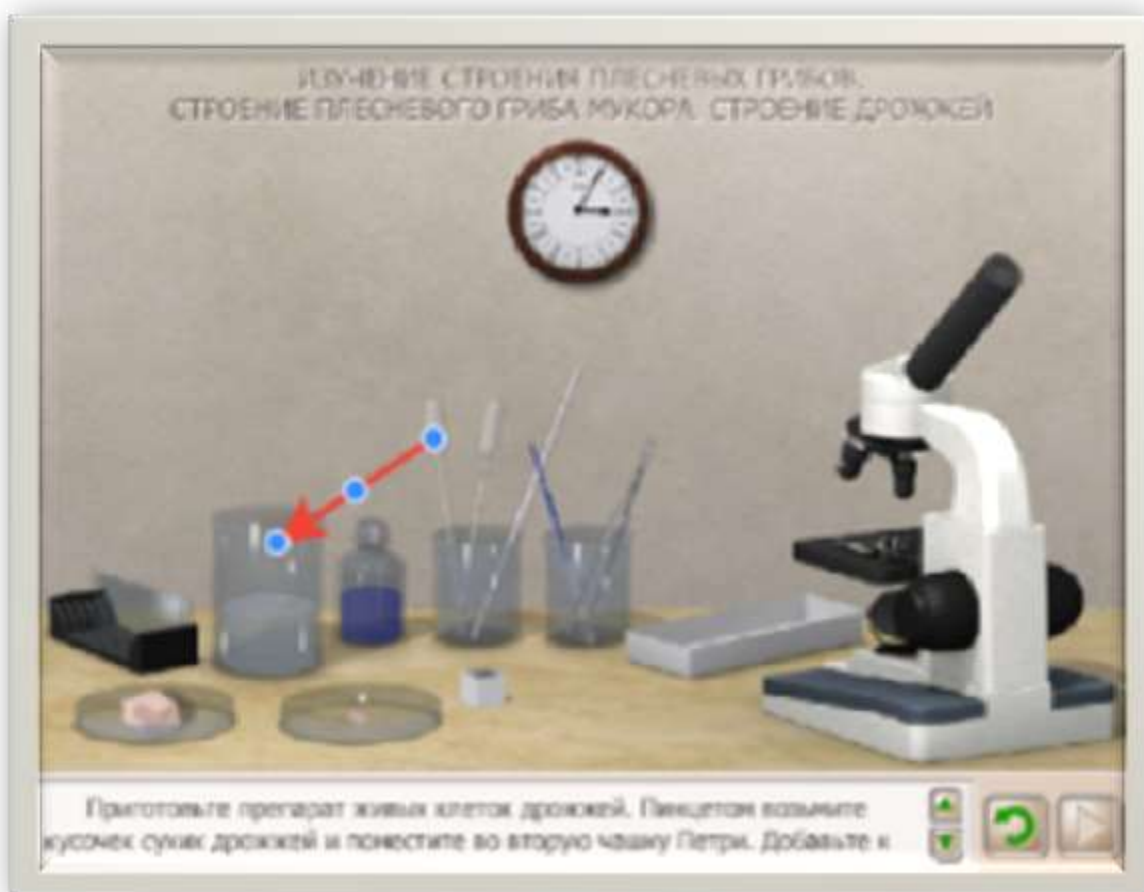 ИЗУЧЕНИЕ СТРОЕНИЯ ПЛЕСНЕВЫХ ГРИБОВ.
СТРОЕНИЕ ПЛЕСНЕВОГО ГРИБА МУКОРА. СТРОЕНИЕ ДРОЖЖЕЙ
Приготовьте препарат живых клеток дрожжей. Пинцетом возьмите
кусочек сухих дрожжей и поместите во вторую чашку Петри. Добавьте к